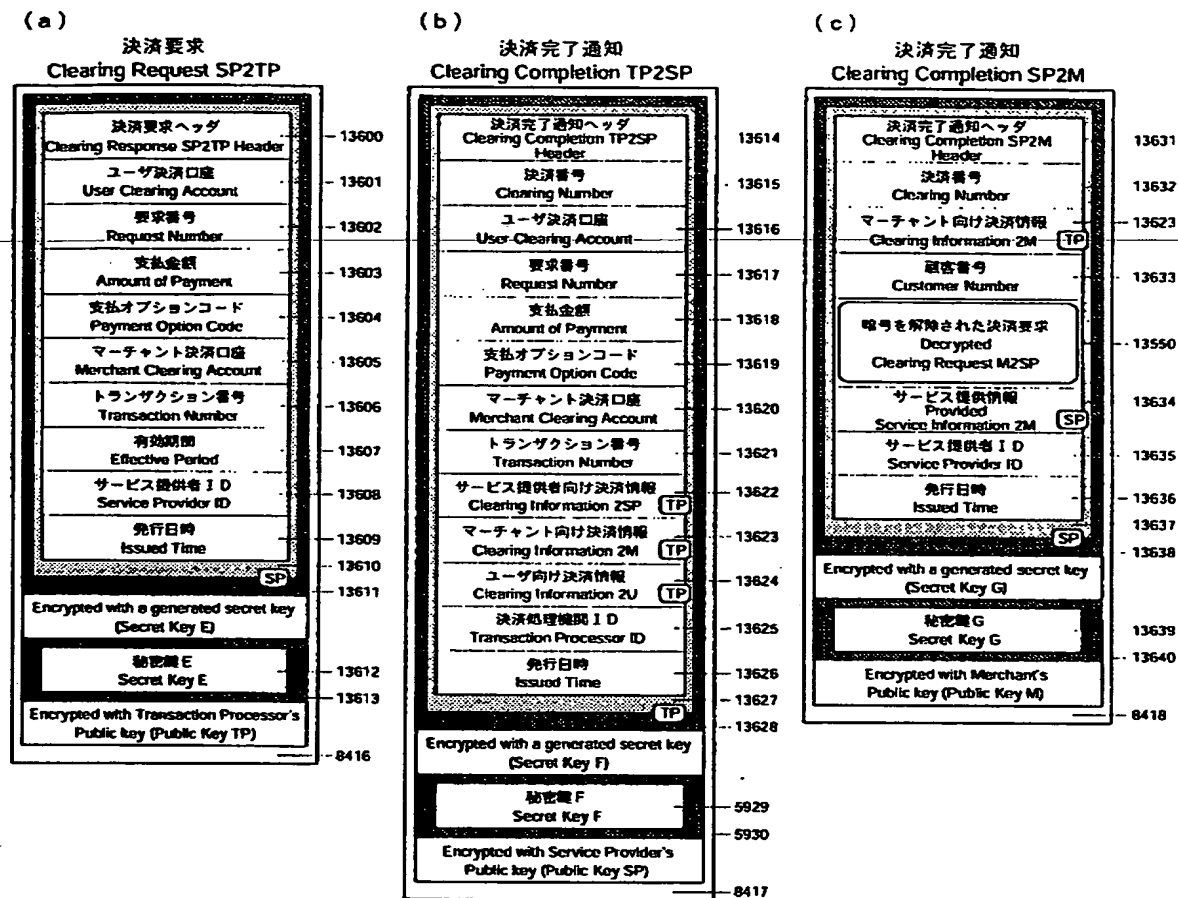 (a)
決済要求
Clearing Request SP2TP
決済要求ヘッダ
Clearing Response SP2TP Header
13600
ユーザ決済口座
User Clearing Account
13601
要求番号
Request Number
13602
支払金額
Amount of Payment
13603
支払オプションコード
Payment Option Code
13604
マーチャント決済口座
Merchant Clearing Account
13605
トランザクション番号
Transaction Number
13606
有効期間
Effective Period
13607
サービス提供者ID
Service Provider ID
13608
発行日時
Issued Time
13609
13610
SP
13611
Encrypted with a generated secret key
(Secret Key E)
秘密鍵E
Secret Key E
13612
13613
Encrypted with Transaction Processor's
Public key (Public Key TP)
8416
(b)
決済完了通知
Clearing Completion TP2SP
決済完了通知ヘッダ
Clearing Completion TP2SP
Header
13614
決済番号
Clearing Number
13615
ユーザ決済口座
User Clearing Account
13616
要求番号
Request Number
13617
支払金額
Amount of Payment
13618
支払オプションコード
Payment Option Code
13619
マーチャント決済口座
Merchant Clearing Account
13620
トランザクション番号
Transaction Number
13621
サービス提供者向け決済情報
Clearing Information 2SP
TP
13622
マーチャント向け決済情報
Clearing Information 2M
TP
13623
ユーザ向け決済情報
Clearing Information 2U
TP
13624
決済処理機関ID
Transaction Processor ID
13625
発行日時
Issued Time
13626
13627
TP
13628
Encrypted with a generated secret key
(Secret Key F)
秘密鍵F
Secret Key F
5929
5930
Encrypted with Service Provider's
Public key (Public Key SP)
8417
(c)
決済完了通知
Clearing Completion SP2M
決済完了通知ヘッダ
Clearing Completion SP2M
Header
13631
決済番号
Clearing Number
13632
マーチャント向け決済情報
Clearing Information 2M
TP
13623
顧客番号
Customer Number
13633
暗号を解除された決済要求
Decrypted
Clearing Request M2SP
13550
サービス提供情報
Provided
Service Information 2M
SP
13634
サービス提供者ID
Service Provider ID
13635
発行日時
Issued Time
13636
13637
SP
13638
Encrypted with a generated secret key
(Secret Key G)
秘密鍵G
Secret Key G
13639
13640
Encrypted with Merchant's
Public key (Public Key M)
8418